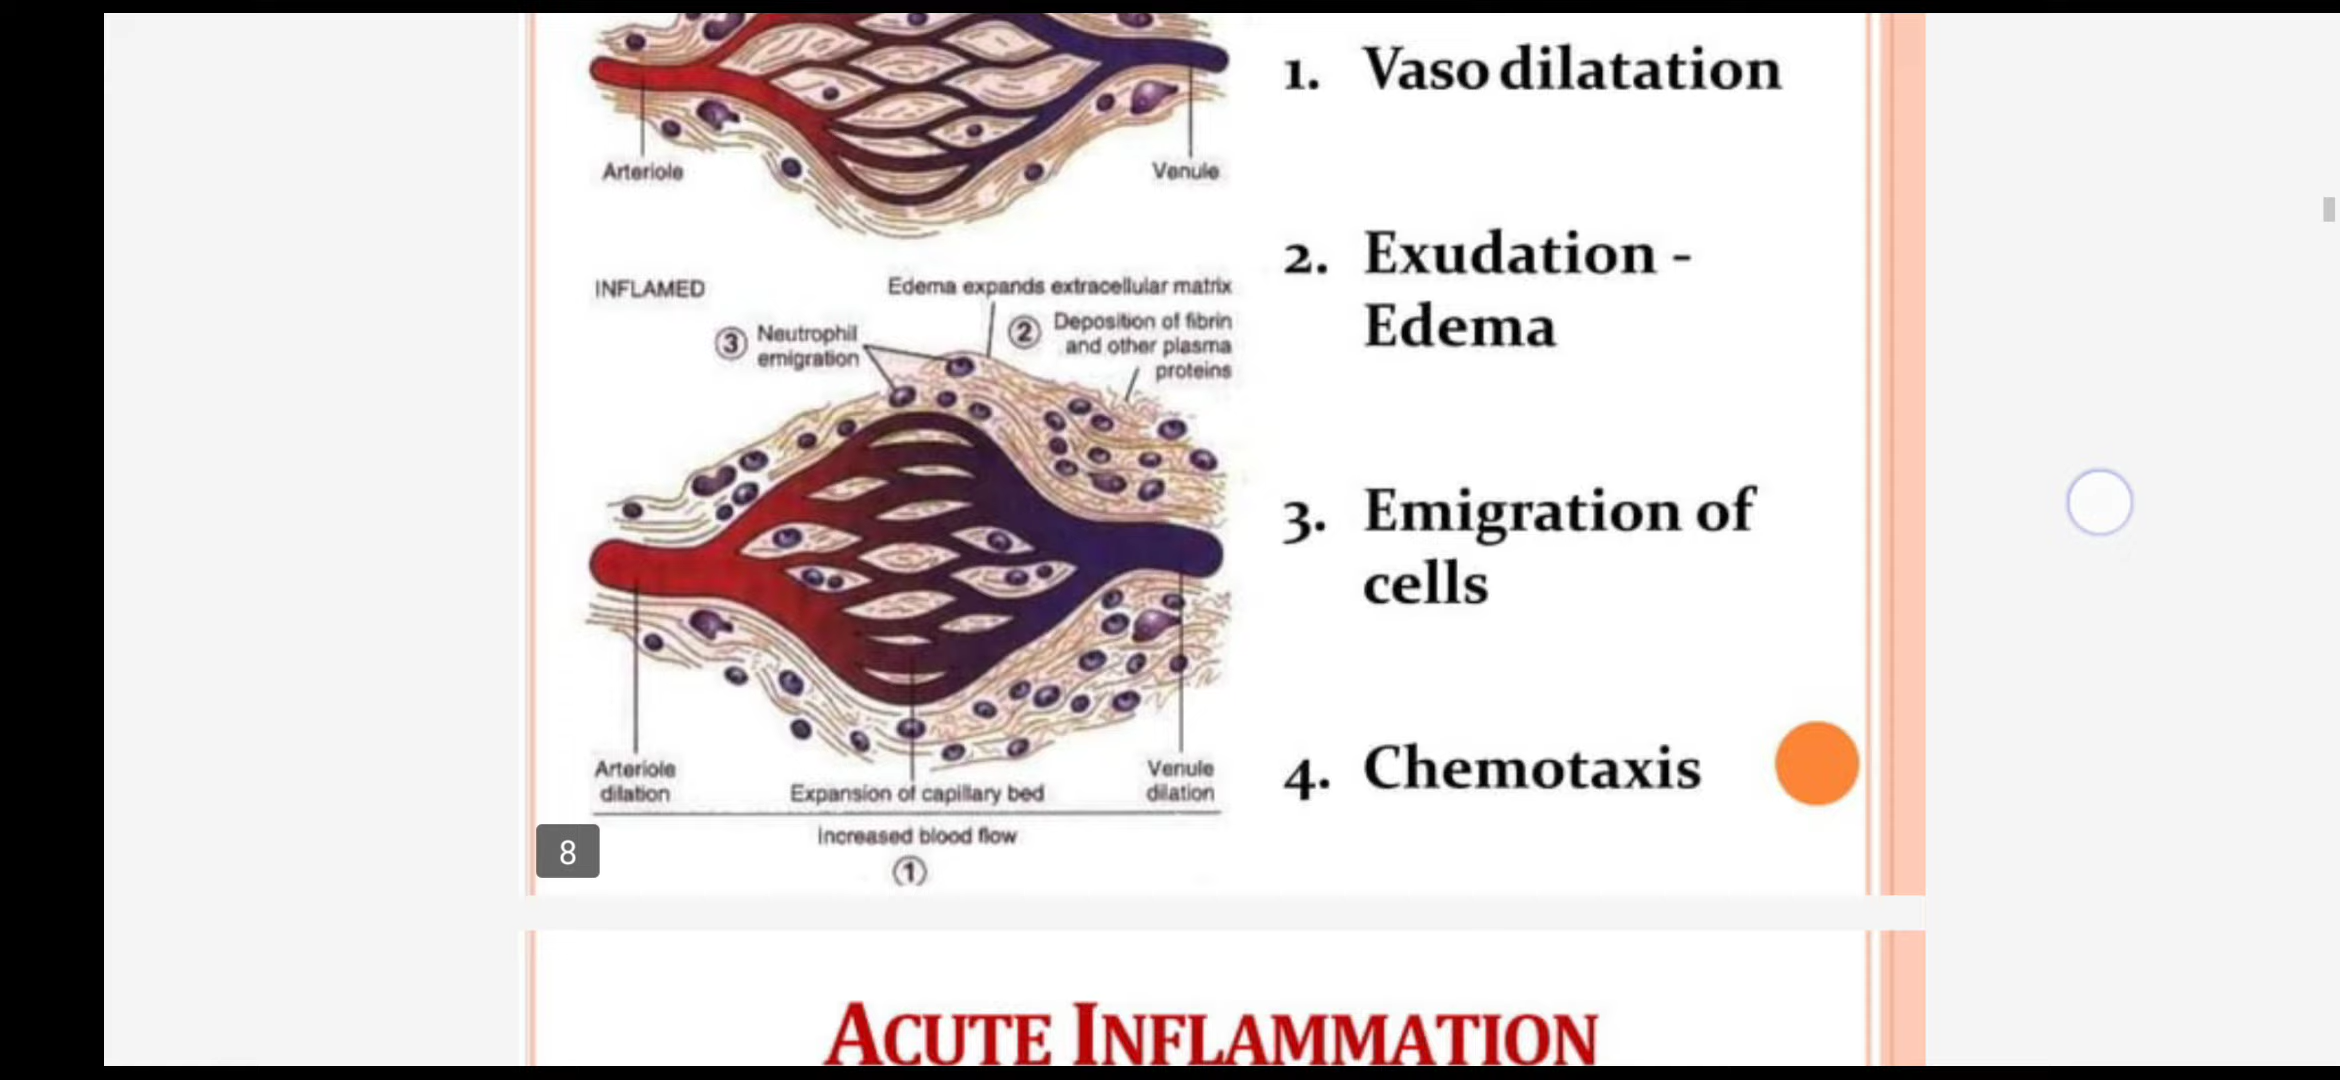 Arteriole
Venule
INFLAMED
Edema expands extracellular matrix
③ Neutrophil
emigration
② Deposition of fibrin
and other plasma
proteins
Arteriole
dilation
Expansion of capillary bed
Venule
dilation
Increased blood flow
①
1. Vaso dilatation
2. Exudation -
Edema
3. Emigration of
cells
4. Chemotaxis
8
ACUTE INFLAMMATION